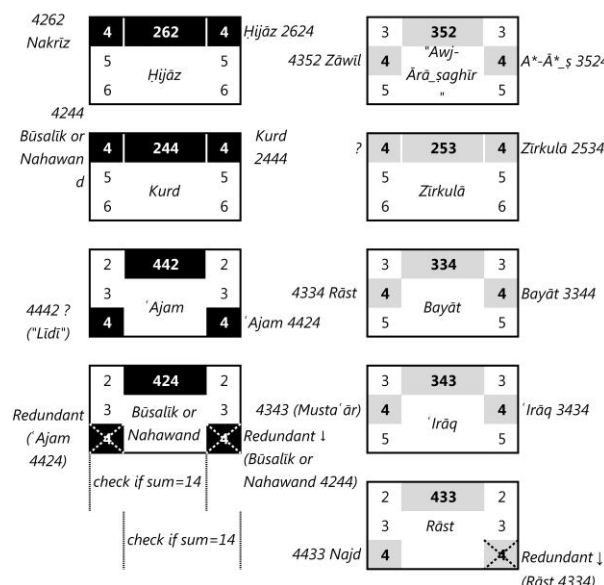 4262
Nakrīz
4 262 4
5 5
Ḥijāz
6 6
Ḥijāz 2624
4244
Būsalīk or
Nahawan
d
4 244 4
5 5
Kurd
6 6
Kurd
2444
2 442 2
3 3
ʿAjam
4 4
4442 ?
("Līdī")
ʿAjam 4424
2 424 2
3 3
Būsalīk or
Nahawand
4 4
Redundant
(ʿAjam
4424)
Redundant ↓
(Būsalīk or
Nahawand 4244)
check if sum=14
check if sum=14
3 352 3
4352 Zāwīl
4 4
"Awj-
Ārā_ṣaghīr
"
5 5
A*-Ā*_ṣ 3524
?
4 253 4
5 5
Zīrkulā
6 6
Zīrkulā 2534
3 334 3
4334 Rāst
4 4
Bayāt
5 5
Bayāt 3344
3 343 3
4343 (Mustaʿār)
4 4
ʿIrāq
5 5
ʿIrāq 3434
2 433 2
3 3
Rāst
4433 Najd
4 4
Redundant ↓
(Rāst 4334)